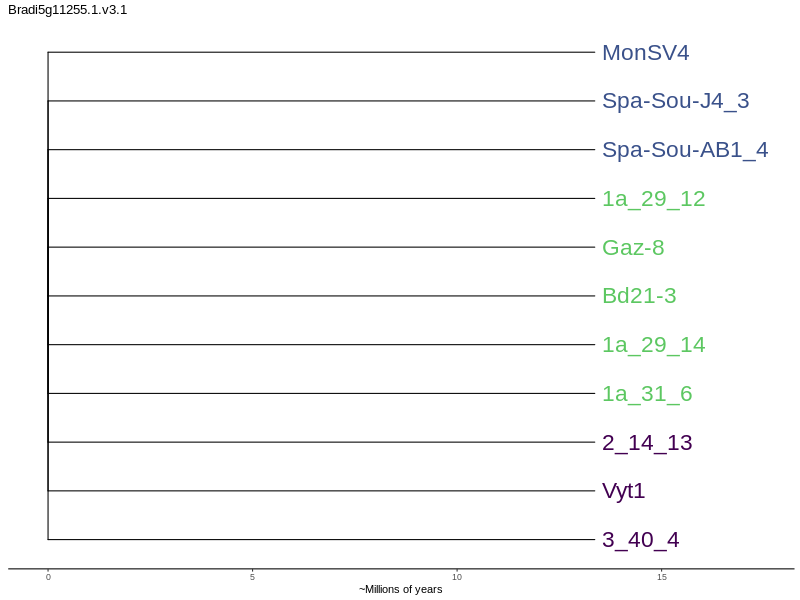 Bradi5g11255.1.v3.1
MonSV4
Spa-Sou-J4_3
Spa-Sou-AB1_4
1a_29_12
Gaz-8
Bd21-3
1a_29_14
1a_31_6
2_14_13
Vyt1
3_40_4
0 5 10 15
~Millions of years